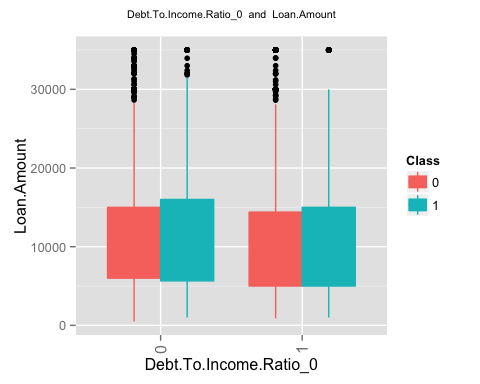 Debt.To.Income.Ratio_0 and Loan.Amount
Loan.Amount
30000
20000
10000
0
0
1
Debt.To.Income.Ratio_0
Class
0
1